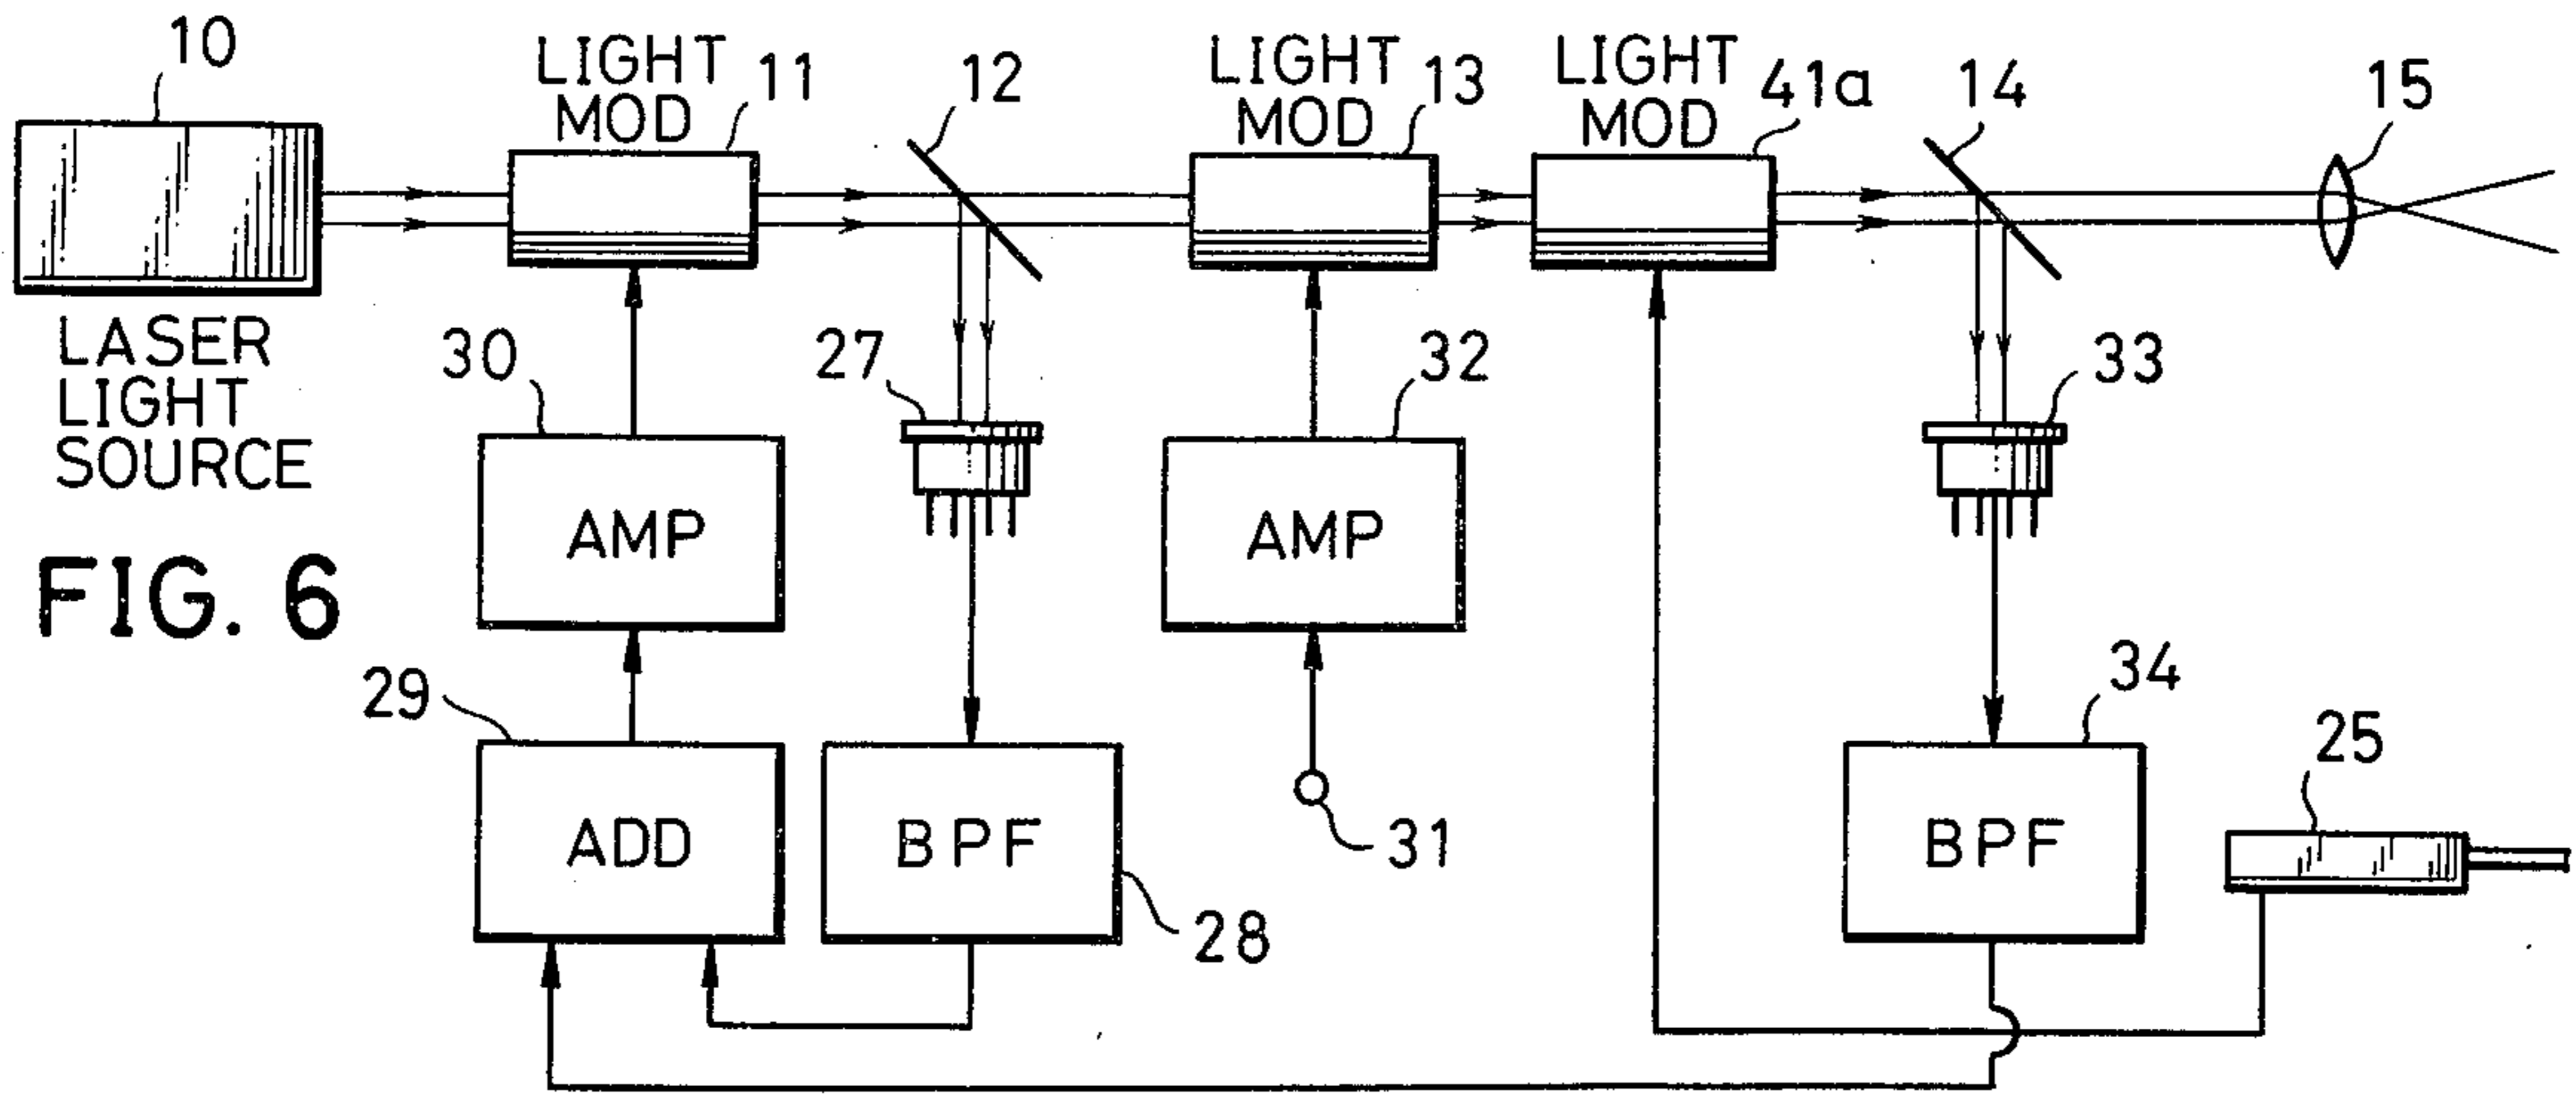 10
LIGHT
MOD
11
12
LIGHT
MOD
13
LIGHT
MOD
41a
14
15
LASER
LIGHT
SOURCE
30
27
32
33
AMP
AMP
FIG. 6
29
34
25
ADD
BPF
31
BPF
28